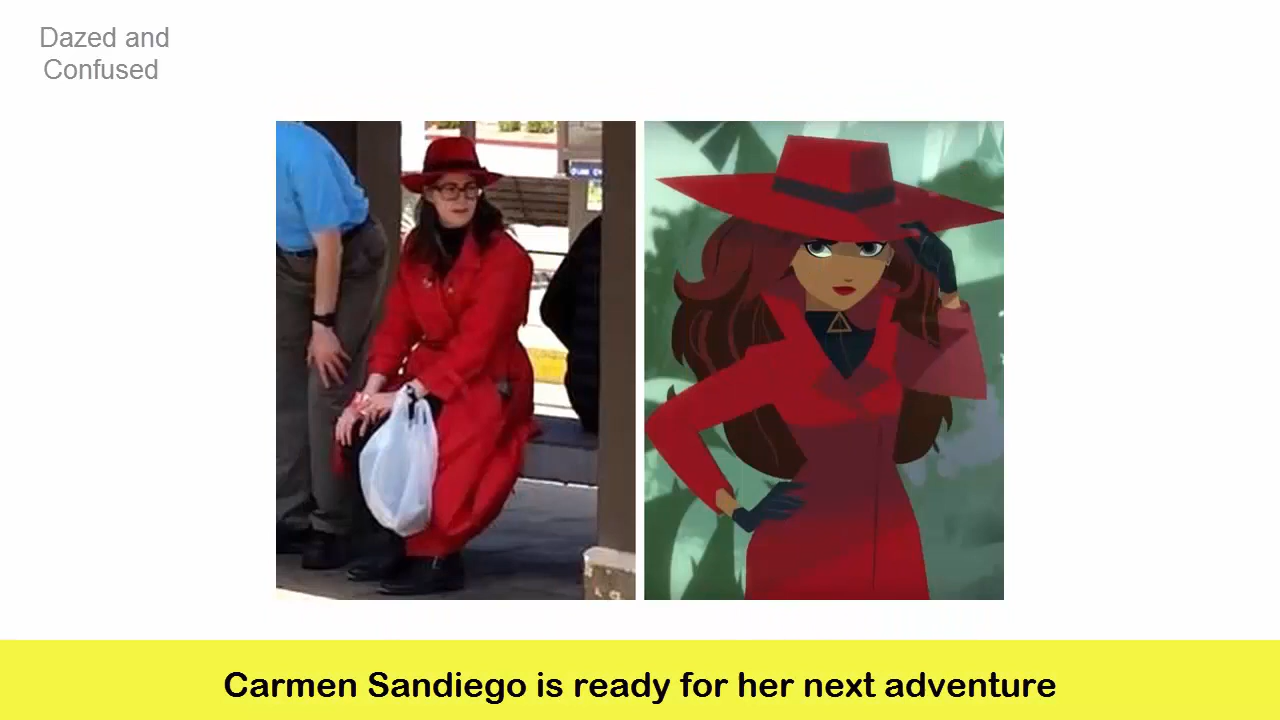 Dazed and
Confused
Carmen Sandiego is ready for her next adventure